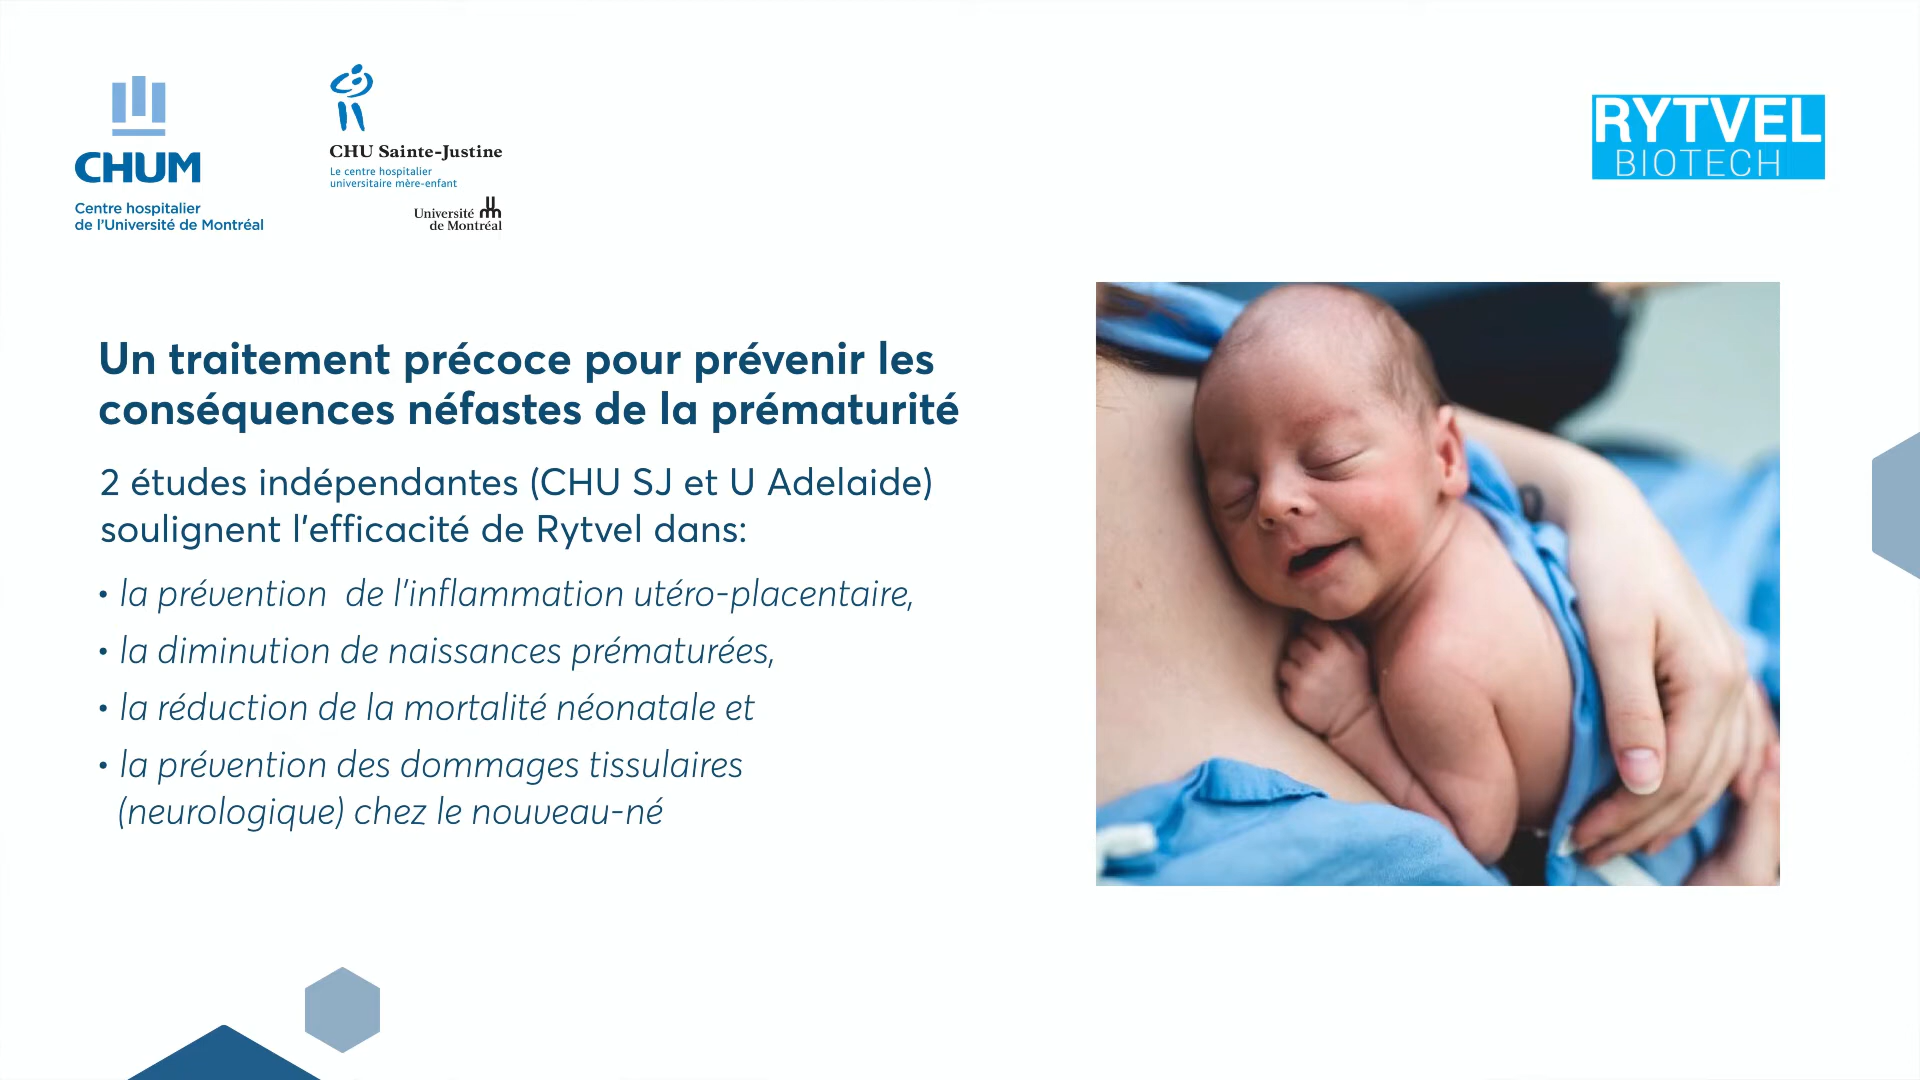 CHUM
Centre hospitalier
de l'Université de Montréal
CHU Sainte-Justine
Le centre hospitalier
universitaire mère-enfant
Université
de Montréal
RYTVEL
BIOTECH
Un traitement précoce pour prévenir les
conséquences néfastes de la prématurité
2 études indépendantes (CHU SJ et U Adelaide)
soulignent l'efficacité de Rytvel dans:
• la prévention  de l'inflammation utéro-placentaire,
• la diminution de naissances prématurées,
• la réduction de la mortalité néonatale et
• la prévention des dommages tissulaires
(neurologique) chez le nouveau-né